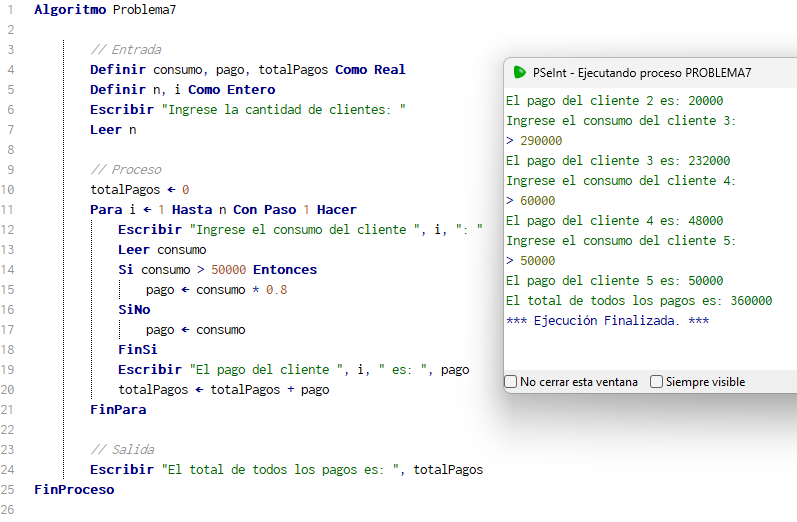 1 Algoritmo Problema7
2
3 // Entrada
4 Definir consumo, pago, totalPagos Como Real
5 Definir n, i Como Entero
6 Escribir "Ingrese la cantidad de clientes: "
7 Leer n
8
9 // Proceso
10 totalPagos ← 0
11 Para i ← 1 Hasta n Con Paso 1 Hacer
12 Escribir "Ingrese el consumo del cliente ", i, ": "
13 Leer consumo
14 Si consumo > 50000 Entonces
15 pago ← consumo * 0.8
16 SiNo
17 pago ← consumo
18 FinSi
19 Escribir "El pago del cliente ", i, " es: ", pago
20 totalPagos ← totalPagos + pago
21 FinPara
22
23 // Salida
24 Escribir "El total de todos los pagos es: ", totalPagos
25 FinProceso
26
PSeInt - Ejecutando proceso PROBLEMA7
El pago del cliente 2 es: 20000
Ingrese el consumo del cliente 3:
> 290000
El pago del cliente 3 es: 232000
Ingrese el consumo del cliente 4:
> 60000
El pago del cliente 4 es: 48000
Ingrese el consumo del cliente 5:
> 50000
El pago del cliente 5 es: 50000
El total de todos los pagos es: 360000
*** Ejecución Finalizada. ***
No cerrar esta ventana Siempre visible